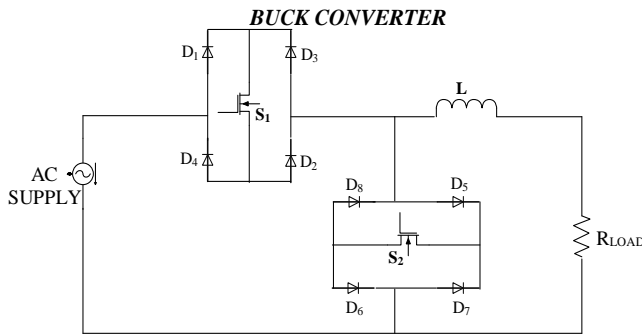 BUCK CONVERTER
D1
D3
L
S1
D4
D2
AC
SUPPLY
D8
D5
RLOAD
S2
D6
D7